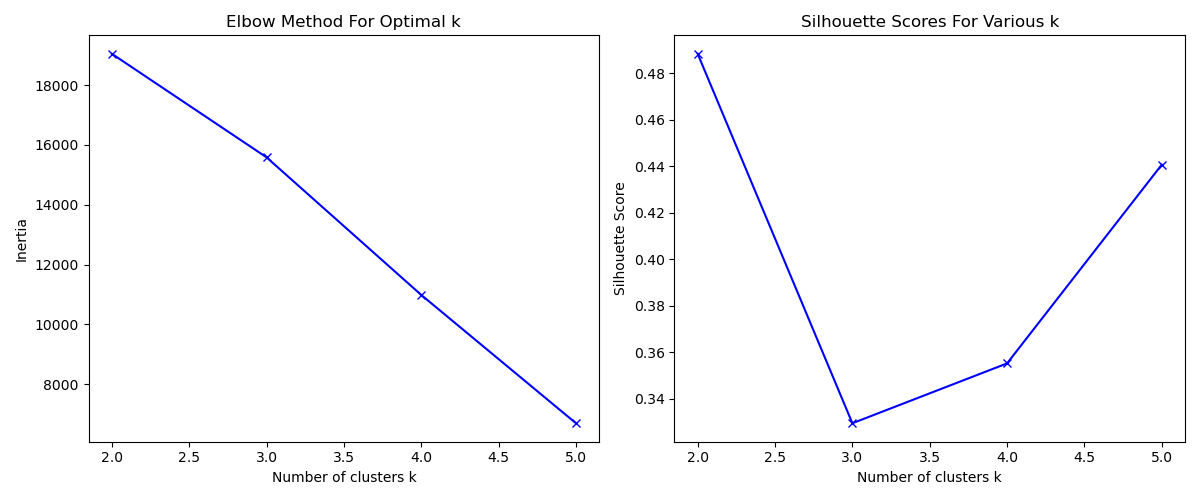 Elbow Method For Optimal k
18000
16000
14000
12000
10000
8000
Inertia
2.0 2.5 3.0 3.5 4.0 4.5 5.0
Number of clusters k
Silhouette Scores For Various k
0.48
0.46
0.44
0.42
0.40
0.38
0.36
0.34
Silhouette Score
2.0 2.5 3.0 3.5 4.0 4.5 5.0
Number of clusters k